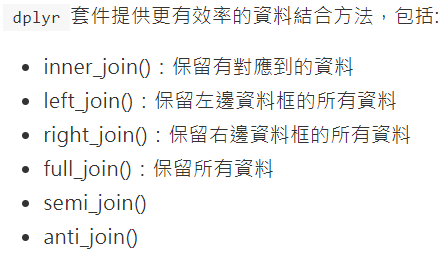 dplyr 套件提供更有效率的資料結合方法，包括:
• inner_join()：保留有對應到的資料
• left_join()：保留左邊資料框的所有資料
• right_join()：保留右邊資料框的所有資料
• full_join()：保留所有資料
• semi_join()
• anti_join()